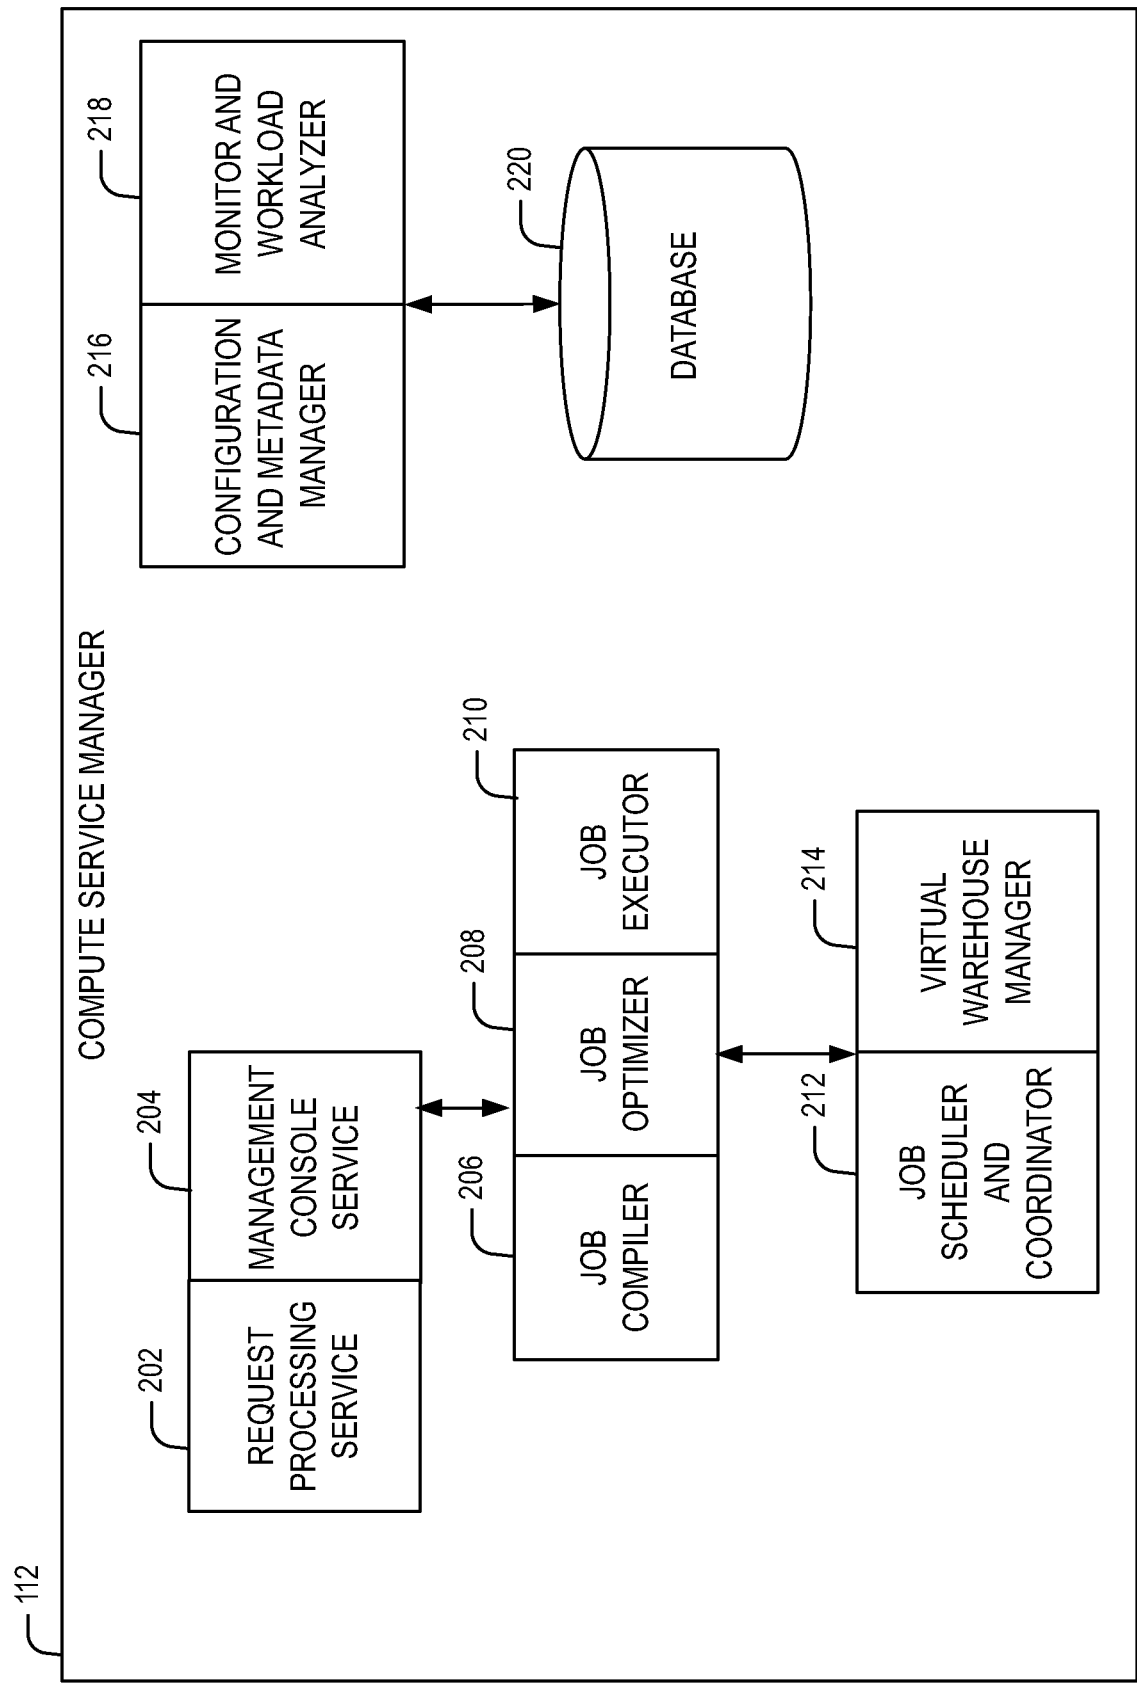 112
COMPUTE SERVICE MANAGER
202
REQUEST
PROCESSING
SERVICE
204
MANAGEMENT
CONSOLE
SERVICE
206
JOB
COMPILER
208
JOB
OPTIMIZER
210
JOB
EXECUTOR
212
JOB
SCHEDULER
AND
COORDINATOR
214
VIRTUAL
WAREHOUSE
MANAGER
216
CONFIGURATION
AND METADATA
MANAGER
218
MONITOR AND
WORKLOAD
ANALYZER
220
DATABASE